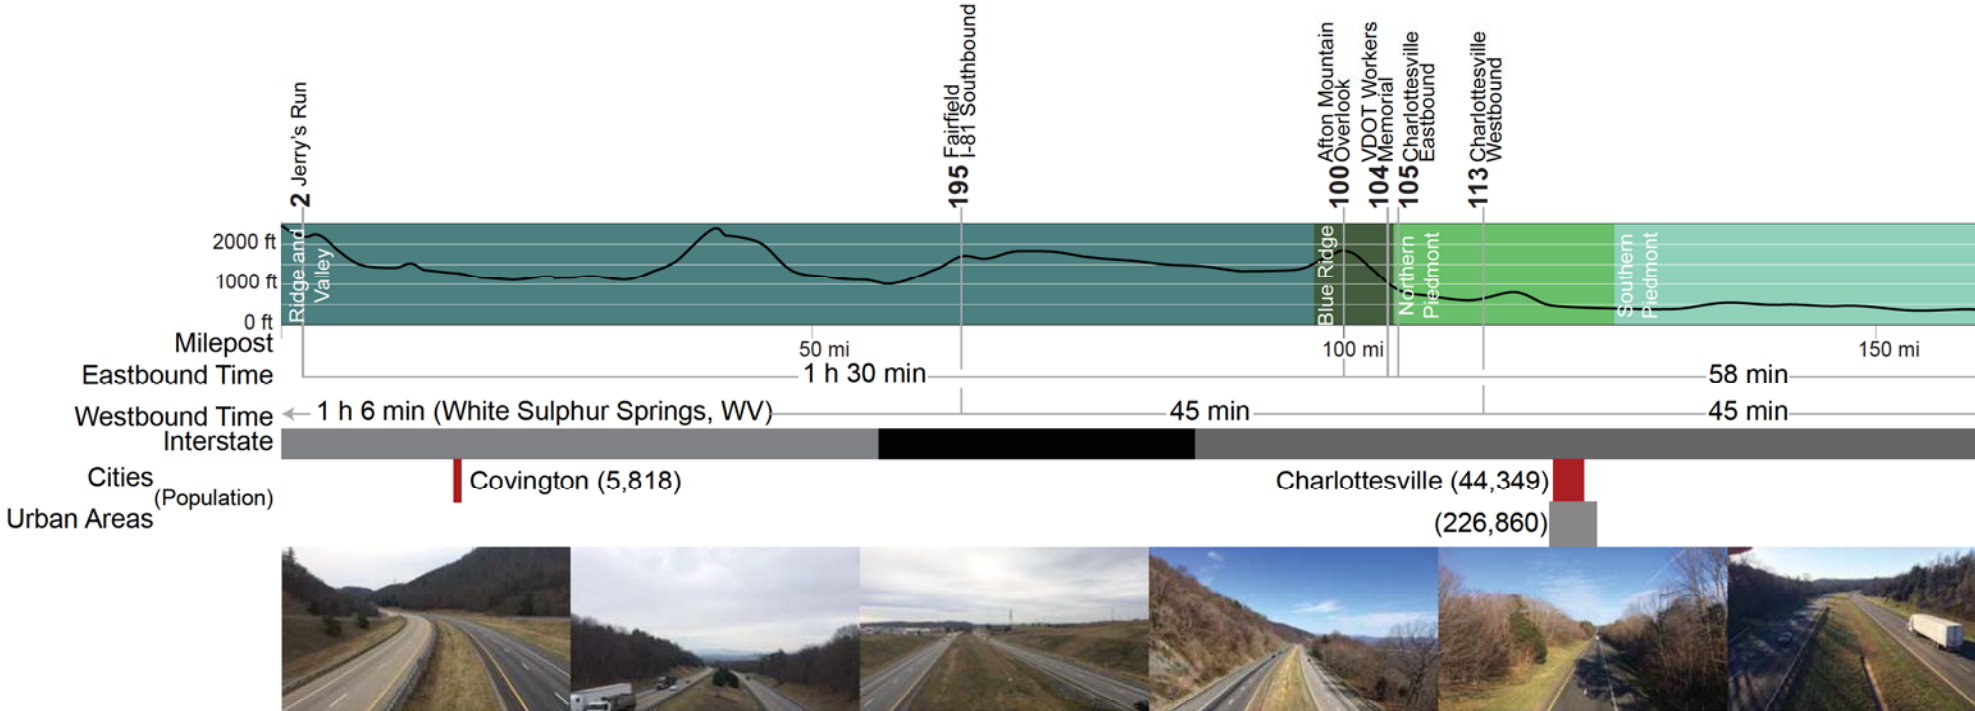 2 Jerry's Run
195 Fairfield
I-81 Southbound
100 Afton Mountain
Overlook
104 VDOT Workers
Memorial
105 Charlottesville
Eastbound
113 Charlottesville
Westbound
2000 ft
1000 ft
0 ft
Ridge and
Valley
Blue Ridge
Northern
Piedmont
Southern
Piedmont
Milepost
50 mi
100 mi
150 mi
Eastbound Time
1 h 30 min
58 min
Westbound Time
1 h 6 min (White Sulphur Springs, WV)
45 min
45 min
Interstate
Cities
(Population)
Covington (5,818)
Charlottesville (44,349)
Urban Areas
(226,860)